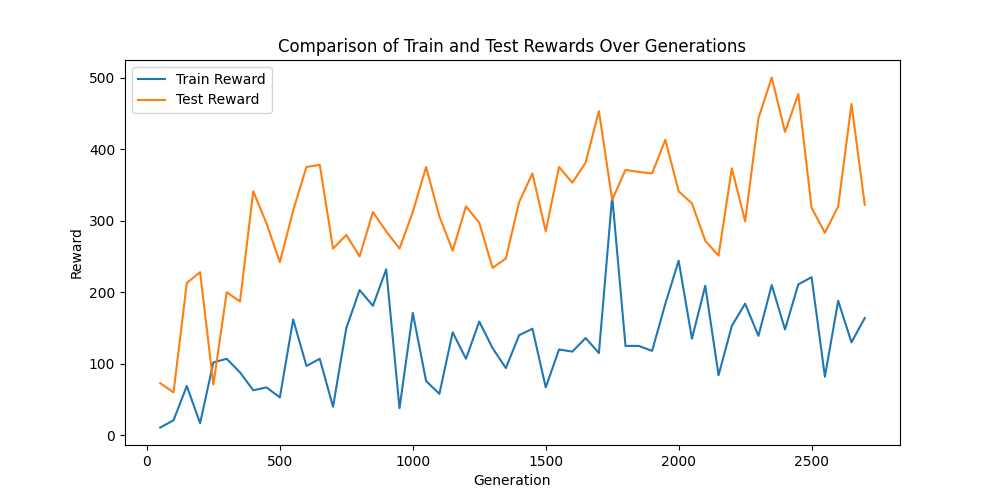 Comparison of Train and Test Rewards Over Generations
Train Reward
Test Reward
500
400
300
200
100
0
Reward
0 500 1000 1500 2000 2500
Generation